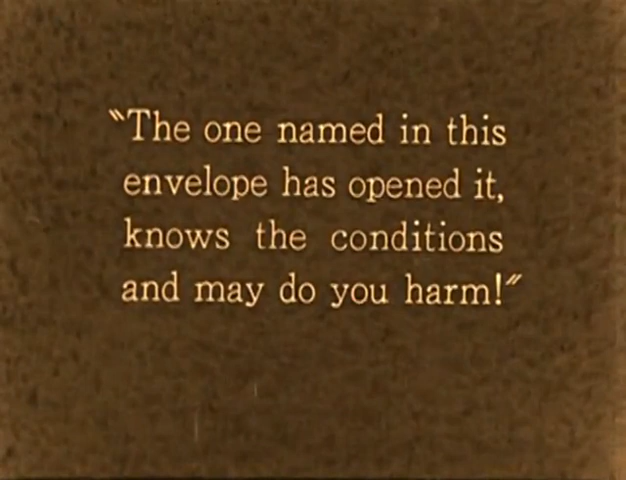 "The one named in this
envelope has opened it,
knows the conditions
and may do you harm!"